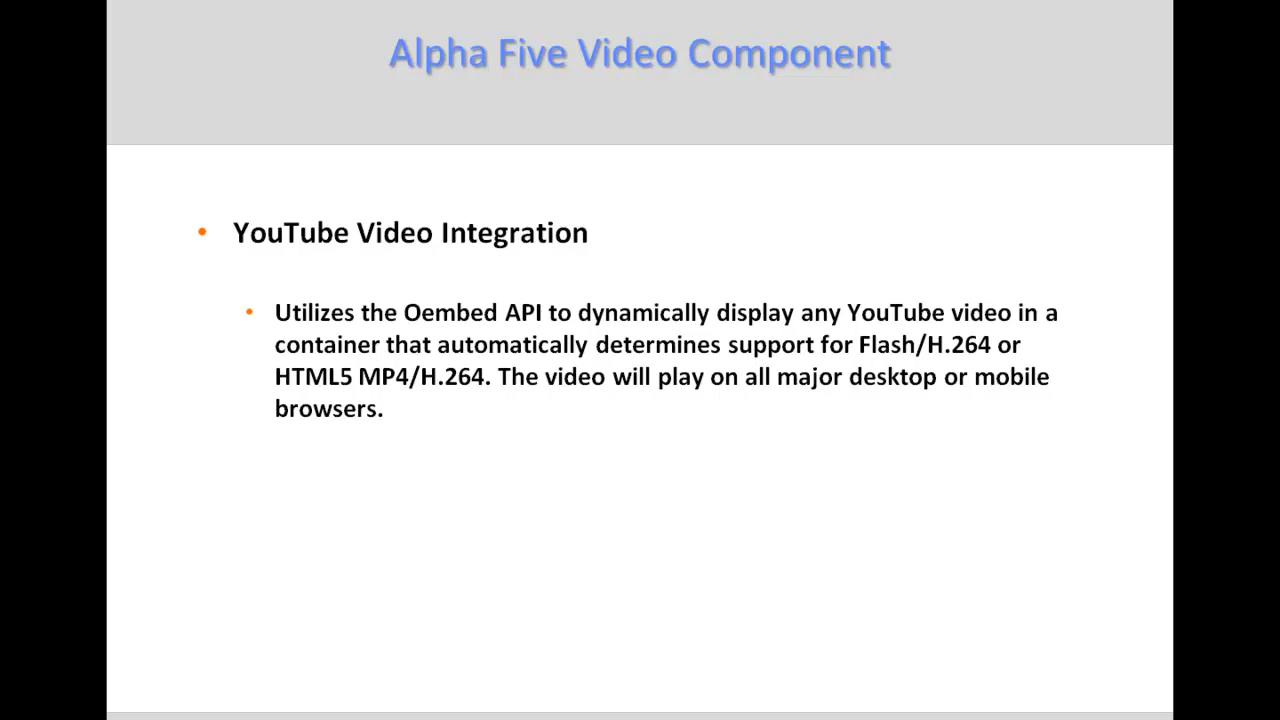 Alpha Five Video Component
• YouTube Video Integration
• Utilizes the Oembed API to dynamically display any YouTube video in a
container that automatically determines support for Flash/H.264 or
HTML5 MP4/H.264. The video will play on all major desktop or mobile
browsers.